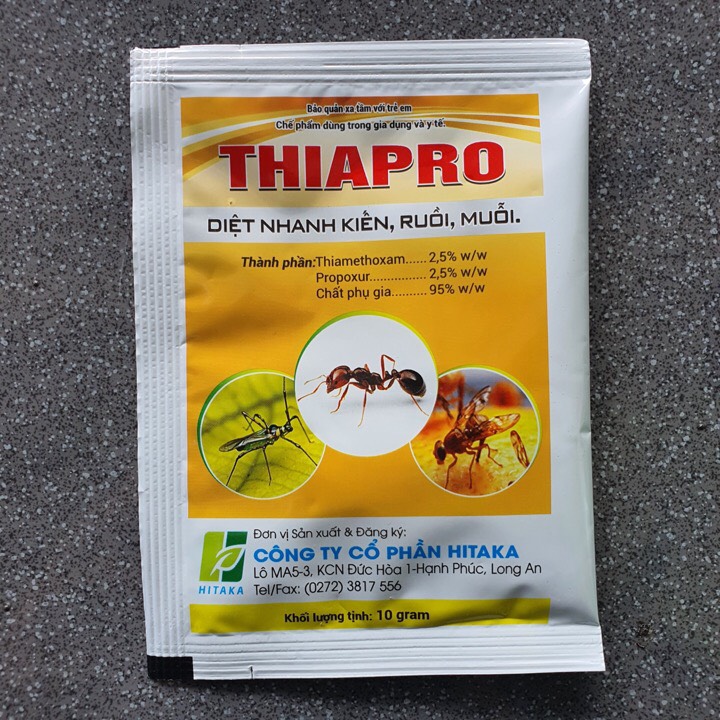 Bảo quản xa tầm với trẻ em
Chế phẩm dùng trong gia dụng và y tế.
THIAPRO
DIỆT NHANH KIẾN, RUỒI, MUỖI.
Thành phần:Thiamethoxam...... 2,5% w/w
Propoxur................ 2,5% w/w
Chất phụ gia.......... 95% w/w
Đơn vị Sản xuất & Đăng ký:
CÔNG TY CỔ PHẦN HITAKA
Lô MA5-3, KCN Đức Hòa 1-Hạnh Phúc, Long An
Tel/Fax: (0272) 3817 556
HITAKA
Khối lượng tịnh: 10 gram